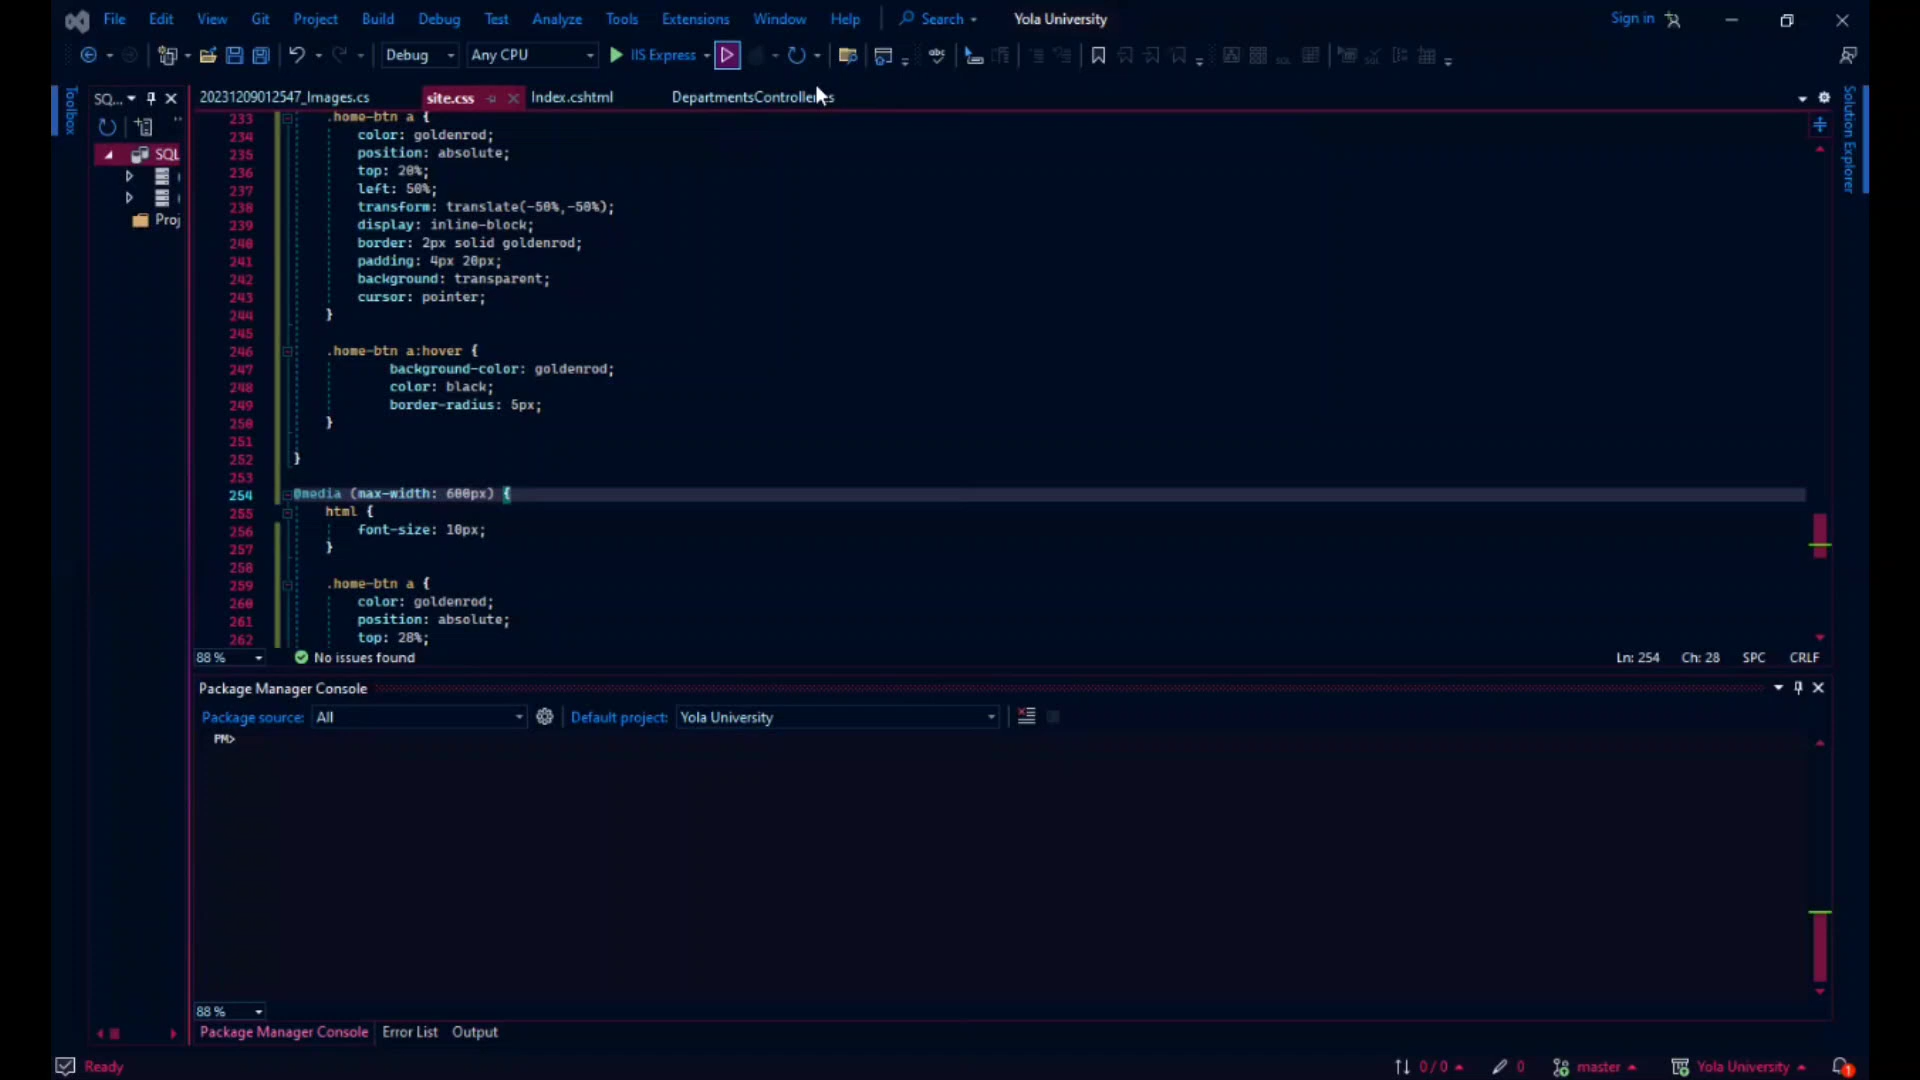 File Edit View Git Project Build Debug Test Analyze Tools Extensions Window Help Search Yola University Sign in
Debug Any CPU IIS Express
Toolbox
SQ...
20231209012547_Images.cs site.css Index.cshtml DepartmentsController.cs
Solution Explorer
SQL
Proj
233 .home-btn a {
234 color: goldenrod;
235 position: absolute;
236 top: 20%;
237 left: 50%;
238 transform: translate(-50%,-50%);
239 display: inline-block;
240 border: 2px solid goldenrod;
241 padding: 4px 20px;
242 background: transparent;
243 cursor: pointer;
244 }
245
246 .home-btn a:hover {
247 background-color: goldenrod;
248 color: black;
249 border-radius: 5px;
250 }
251
252 }
253
254 @media (max-width: 600px) {
255 html {
256 font-size: 10px;
257 }
258
259 .home-btn a {
260 color: goldenrod;
261 position: absolute;
262 top: 28%;
88 % No issues found Ln: 254 Ch: 28 SPC CRLF
Package Manager Console
Package source: All Default project: Yola University
PM>
88 %
Package Manager Console Error List Output
Ready 0 / 0 0 master Yola University 1